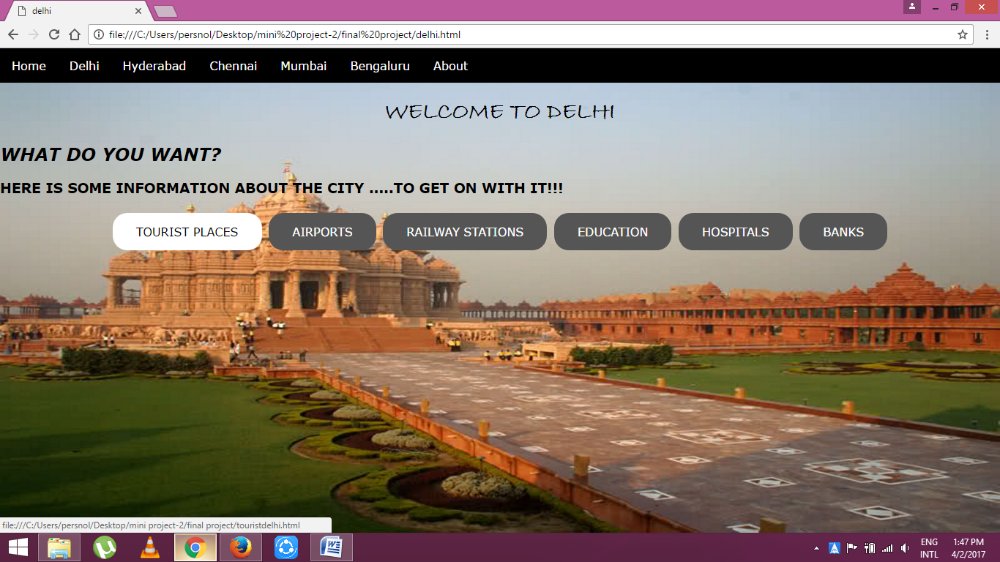 delhi
file:///C:/Users/persnol/Desktop/mini%20project-2/final%20project/delhi.html
Home Delhi Hyderabad Chennai Mumbai Bengaluru About
WELCOME TO DELHI
WHAT DO YOU WANT?
HERE IS SOME INFORMATION ABOUT THE CITY .....TO GET ON WITH IT!!!
TOURIST PLACES AIRPORTS RAILWAY STATIONS EDUCATION HOSPITALS BANKS
file:///C:/Users/persnol/Desktop/mini project-2/final project/touristdelhi.html
ENG 1:47 PM
INTL 4/2/2017